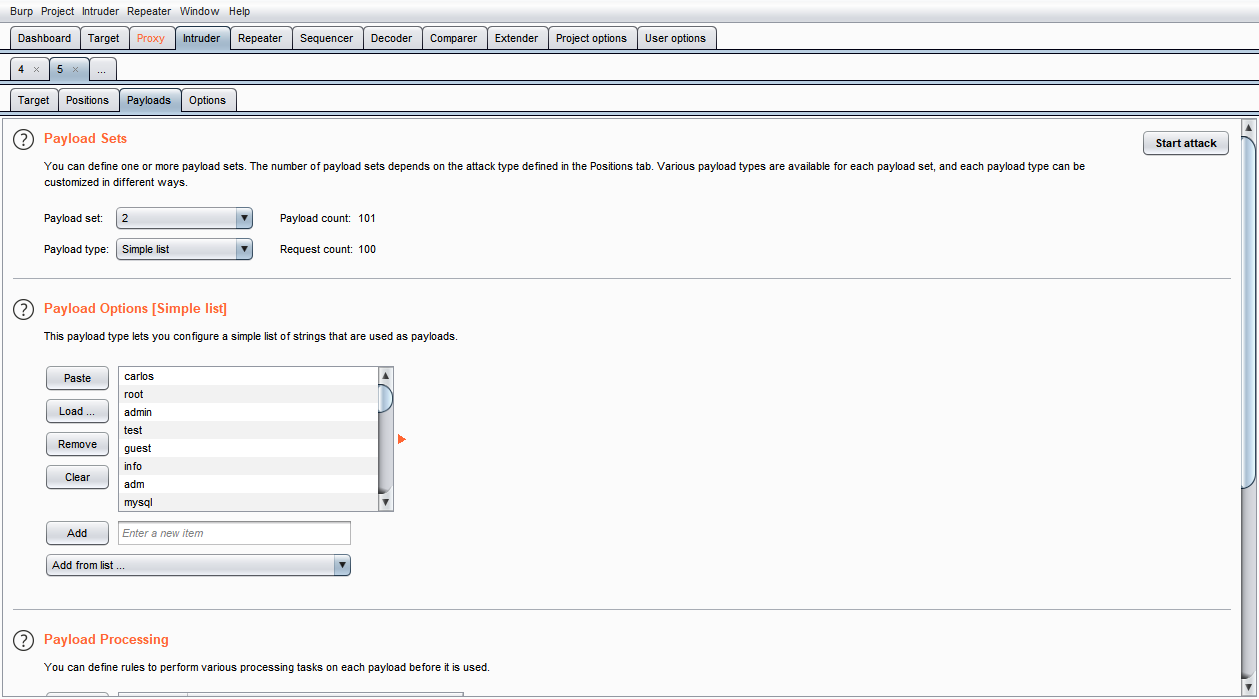 Burp Project Intruder Repeater Window Help
Dashboard Target Proxy Intruder Repeater Sequencer Decoder Comparer Extender Project options User options
4 × 5 × ...
Target Positions Payloads Options
? Payload Sets Start attack
You can define one or more payload sets. The number of payload sets depends on the attack type defined in the Positions tab. Various payload types are available for each payload set, and each payload type can be
customized in different ways.
Payload set: 2 Payload count: 101
Payload type: Simple list Request count: 100
? Payload Options [Simple list]
This payload type lets you configure a simple list of strings that are used as payloads.
Paste carlos
root
Load ... admin
test
Remove guest
info
Clear adm
mysql
Add Enter a new item
Add from list ...
? Payload Processing
You can define rules to perform various processing tasks on each payload before it is used.